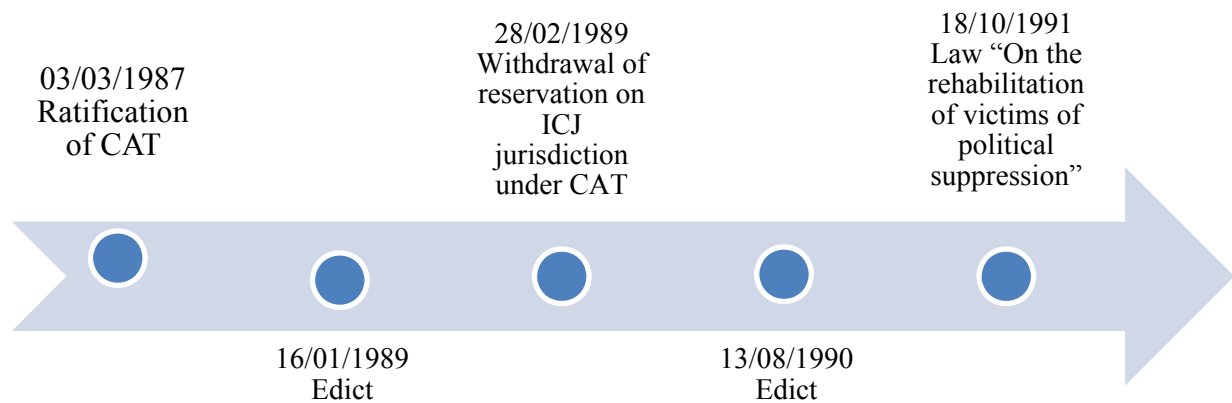 03/03/1987
Ratification
of CAT
16/01/1989
Edict
28/02/1989
Withdrawal of
reservation on
ICJ
jurisdiction
under CAT
13/08/1990
Edict
18/10/1991
Law “On the
rehabilitation
of victims of
political
suppression”